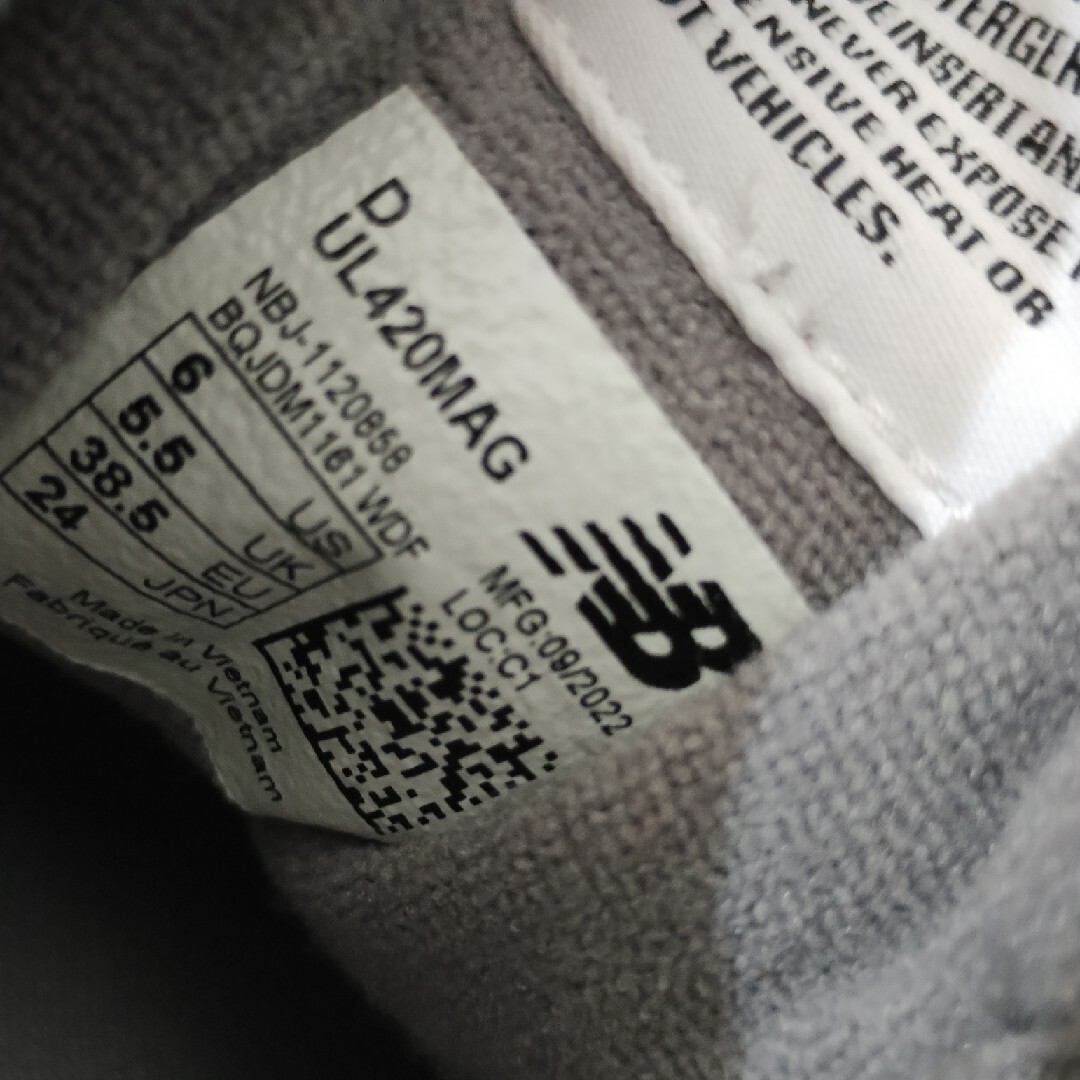 D
UL420MAG
NBJ-1120858
BQJDM1161 WDF
6 US
5.5 UK
38.5 EU
24 JPN
Made in Vietnam
Fabriqué au Vietnam
MFG:09/2022
LOC:C1
NB
NEVER EXPOSE
HEAT OR
VEHICLES.